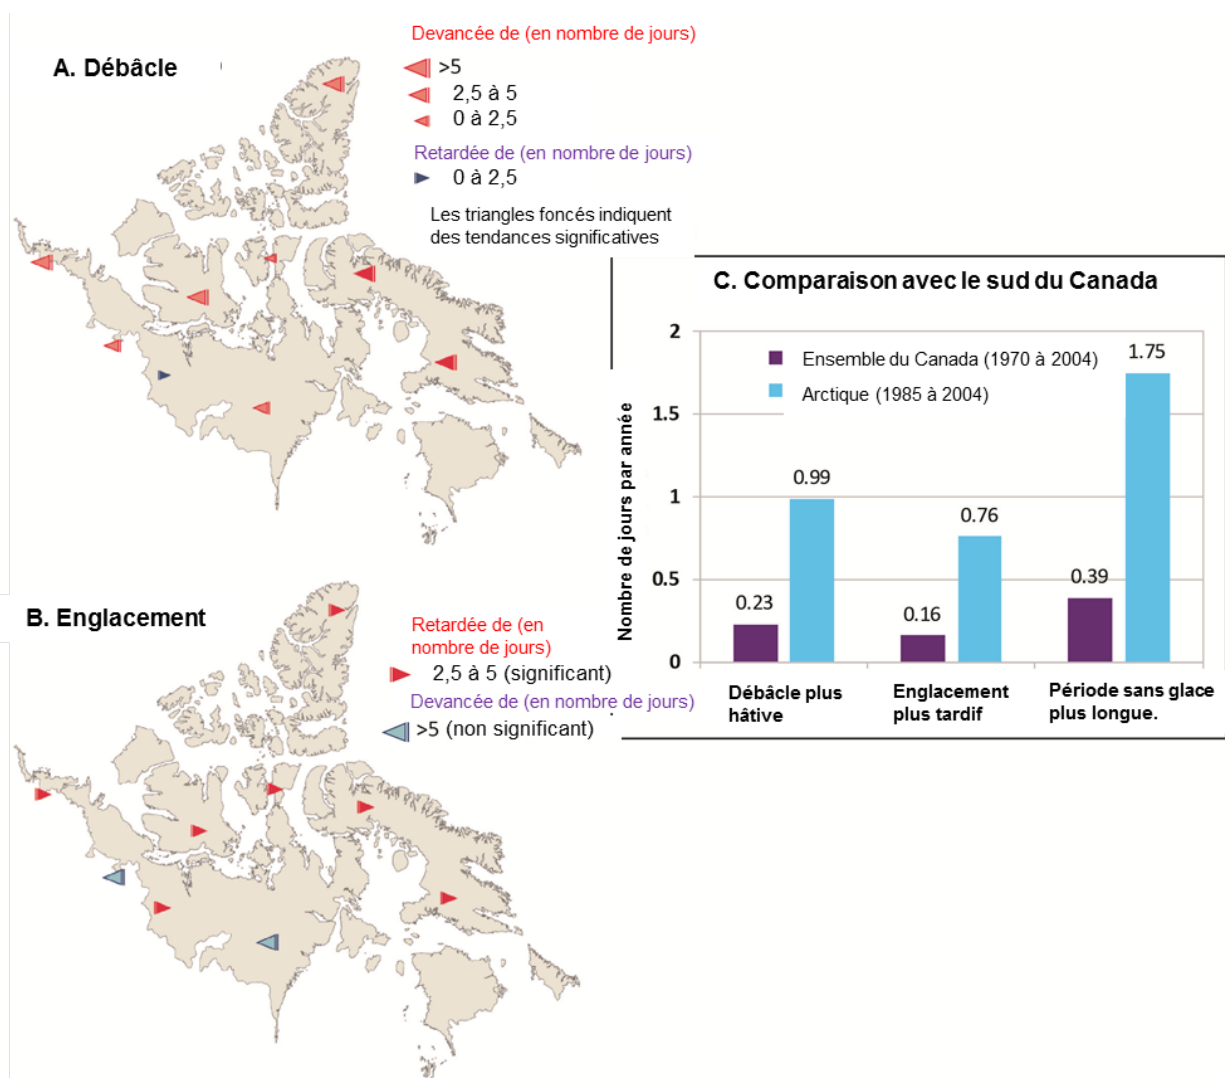 A. Débâcle
Devancée de (en nombre de jours)
>5
2,5 à 5
0 à 2,5
Retardée de (en nombre de jours)
0 à 2,5
Les triangles foncés indiquent
des tendances significatives
B. Englacement
Retardée de (en
nombre de jours)
2,5 à 5 (significant)
Devancée de (en nombre de jours)
>5 (non significant)
C. Comparaison avec le sud du Canada
Nombre de jours par année
2
1.5
1
0.5
0
Ensemble du Canada (1970 à 2004)
Arctique (1985 à 2004)
0.23
0.99
0.16
0.76
0.39
1.75
Débâcle plus
hâtive
Englacement
plus tardif
Période sans glace
plus longue.